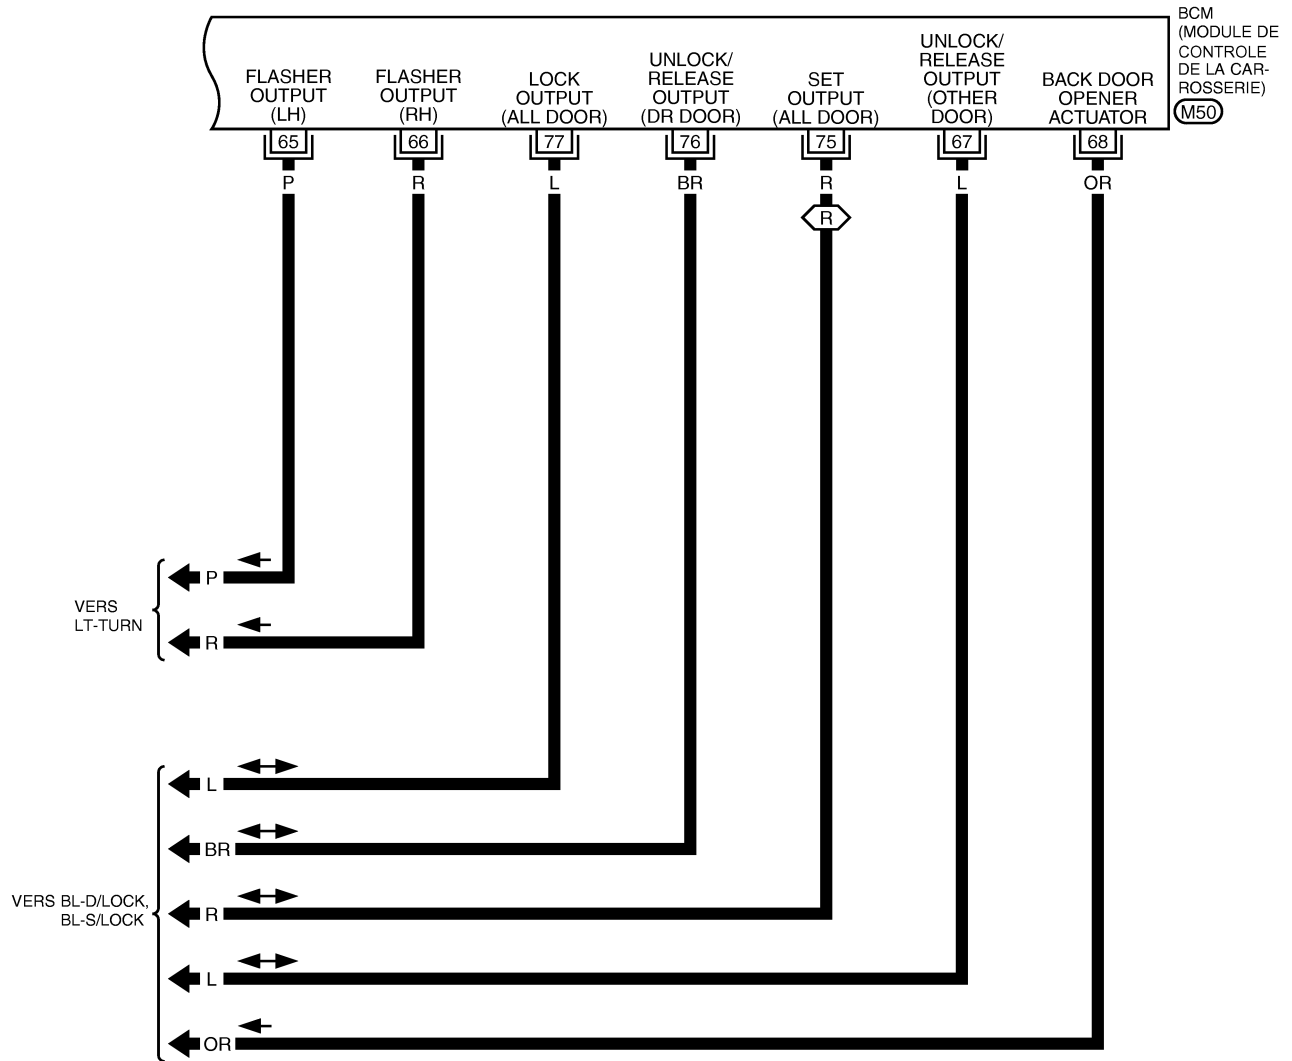 BCM
(MODULE DE
CONTROLE
DE LA CAR-
ROSSERIE)
M50
FLASHER
OUTPUT
(LH)
FLASHER
OUTPUT
(RH)
LOCK
OUTPUT
(ALL DOOR)
UNLOCK/
RELEASE
OUTPUT
(DR DOOR)
SET
OUTPUT
(ALL DOOR)
UNLOCK/
RELEASE
OUTPUT
(OTHER
DOOR)
BACK DOOR
OPENER
ACTUATOR
65 66 77 76 75 67 68
P R L BR R L OR
R
P
VERS
LT-TURN
R
L
BR
VERS BL-D/LOCK,
BL-S/LOCK
R
L
OR